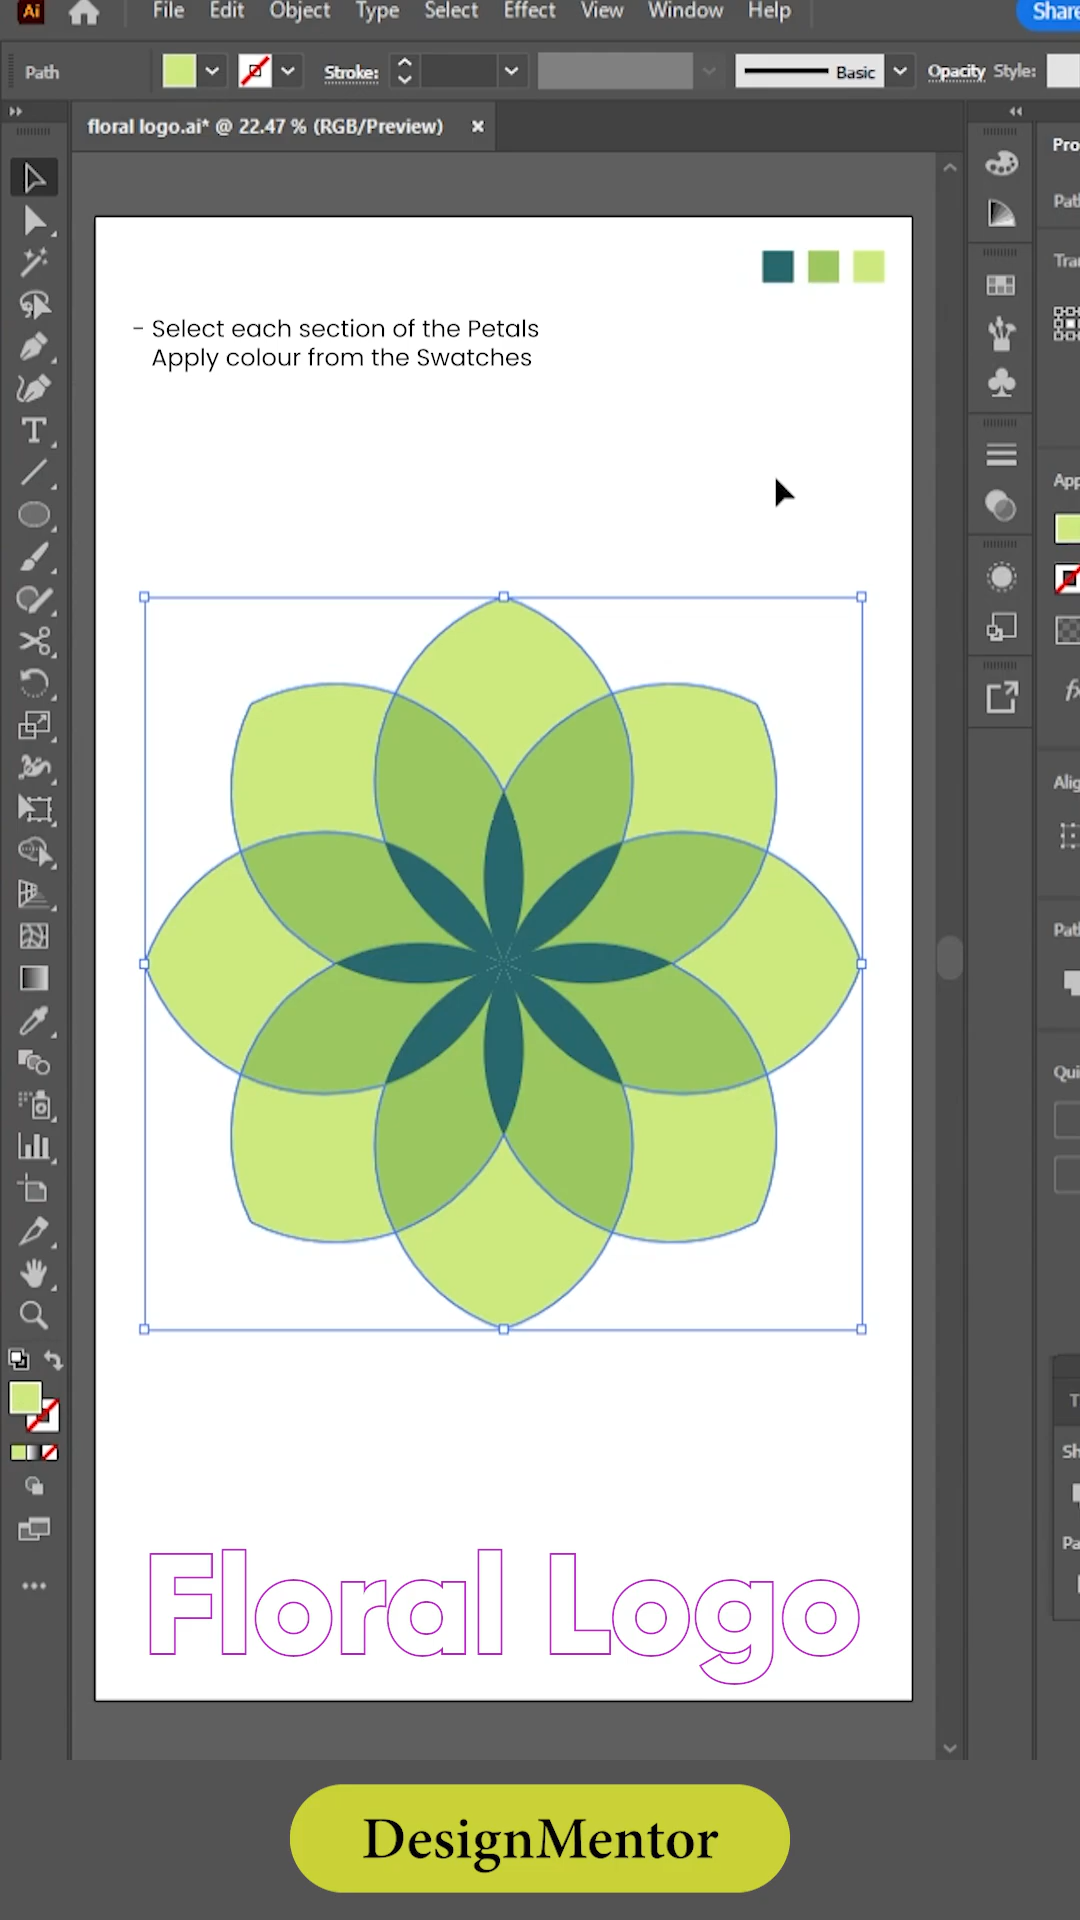 Ai File Edit Object Type Select Effect View Window Help Share
Path Stroke: Basic Opacity Style:
floral logo.ai* @ 22.47 % (RGB/Preview) ×
- Select each section of the Petals
Apply colour from the Swatches
Floral Logo
DesignMentor